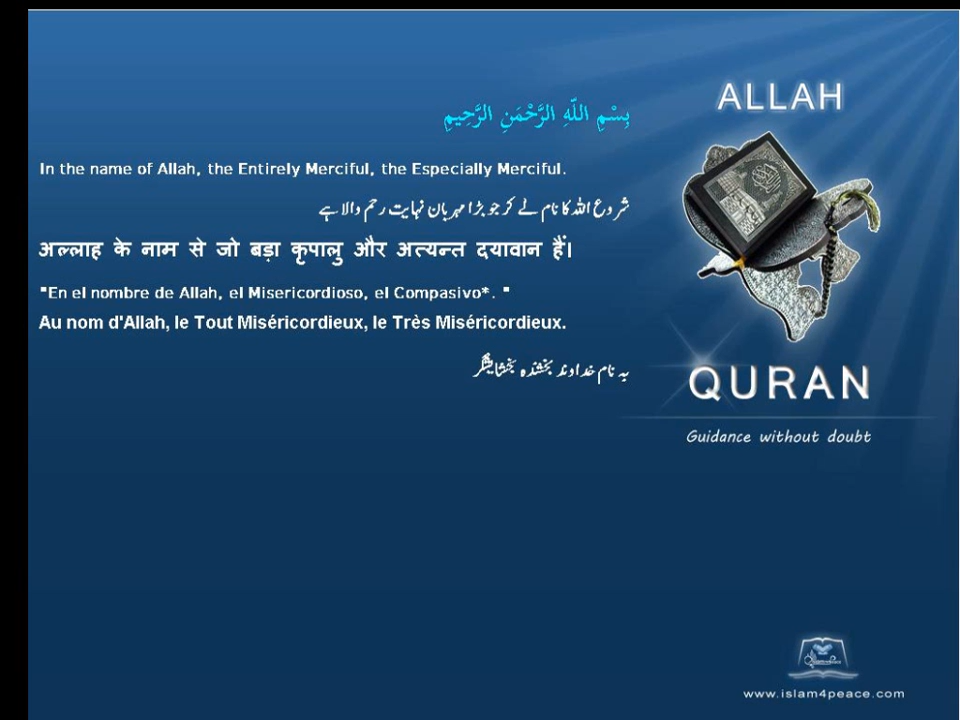 بِسْمِ اللّهِ الرَّحْمَنِ الرَّحِيمِ
In the name of Allah, the Entirely Merciful, the Especially Merciful.
شروع الله کا نام لے کر جو بڑا مہربان نہایت رحم والا ہے
अल्लाह के नाम से जो बड़ा कृपालु और अत्यन्त दयावान हैं।
"En el nombre de Allah, el Misericordioso, el Compasivo*. "
Au nom d'Allah, le Tout Miséricordieux, le Très Miséricordieux.
به نام خداوند بخشنده بخشایشگر
ALLAH
QURAN
Guidance without doubt
www.islam4peace.com